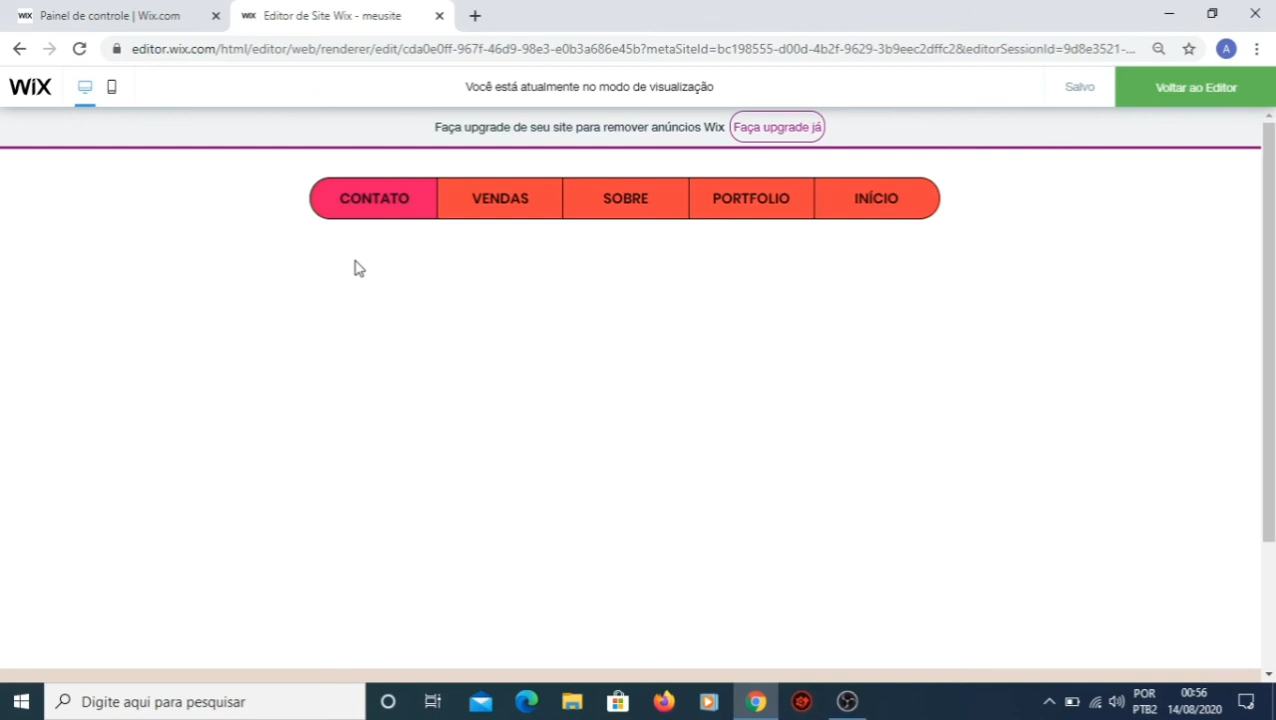 WiX Painel de controle | Wix.com
WiX Editor de Site Wix - meusite
editor.wix.com/html/editor/web/renderer/edit/cda0e0ff-967f-46d9-98e3-e0b3a686e45b?metaSiteId=bc198555-d00d-4b2f-9629-3b9eec2dffc2&editorSessionId=9d8e3521-...
A
WiX
Você está atualmente no modo de visualização
Salvo
Voltar ao Editor
Faça upgrade de seu site para remover anúncios Wix
Faça upgrade já
CONTATO VENDAS SOBRE PORTFOLIO INÍCIO
Digite aqui para pesquisar
POR
PTB2
00:56
14/08/2020